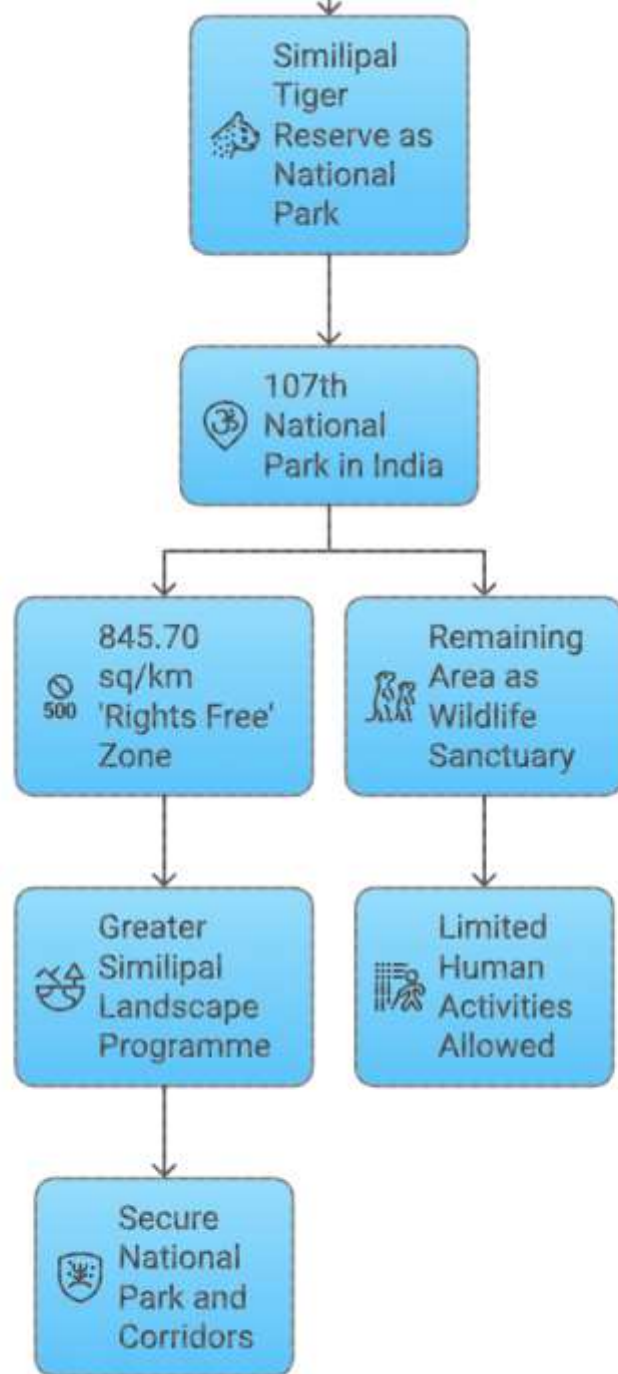 Similipal
Tiger
Reserve as
National
Park
107th
National
Park in India
845.70
sq/km
'Rights Free'
Zone
500
Remaining
Area as
Wildlife
Sanctuary
Greater
Similipal
Landscape
Programme
Limited
Human
Activities
Allowed
Secure
National
Park and
Corridors